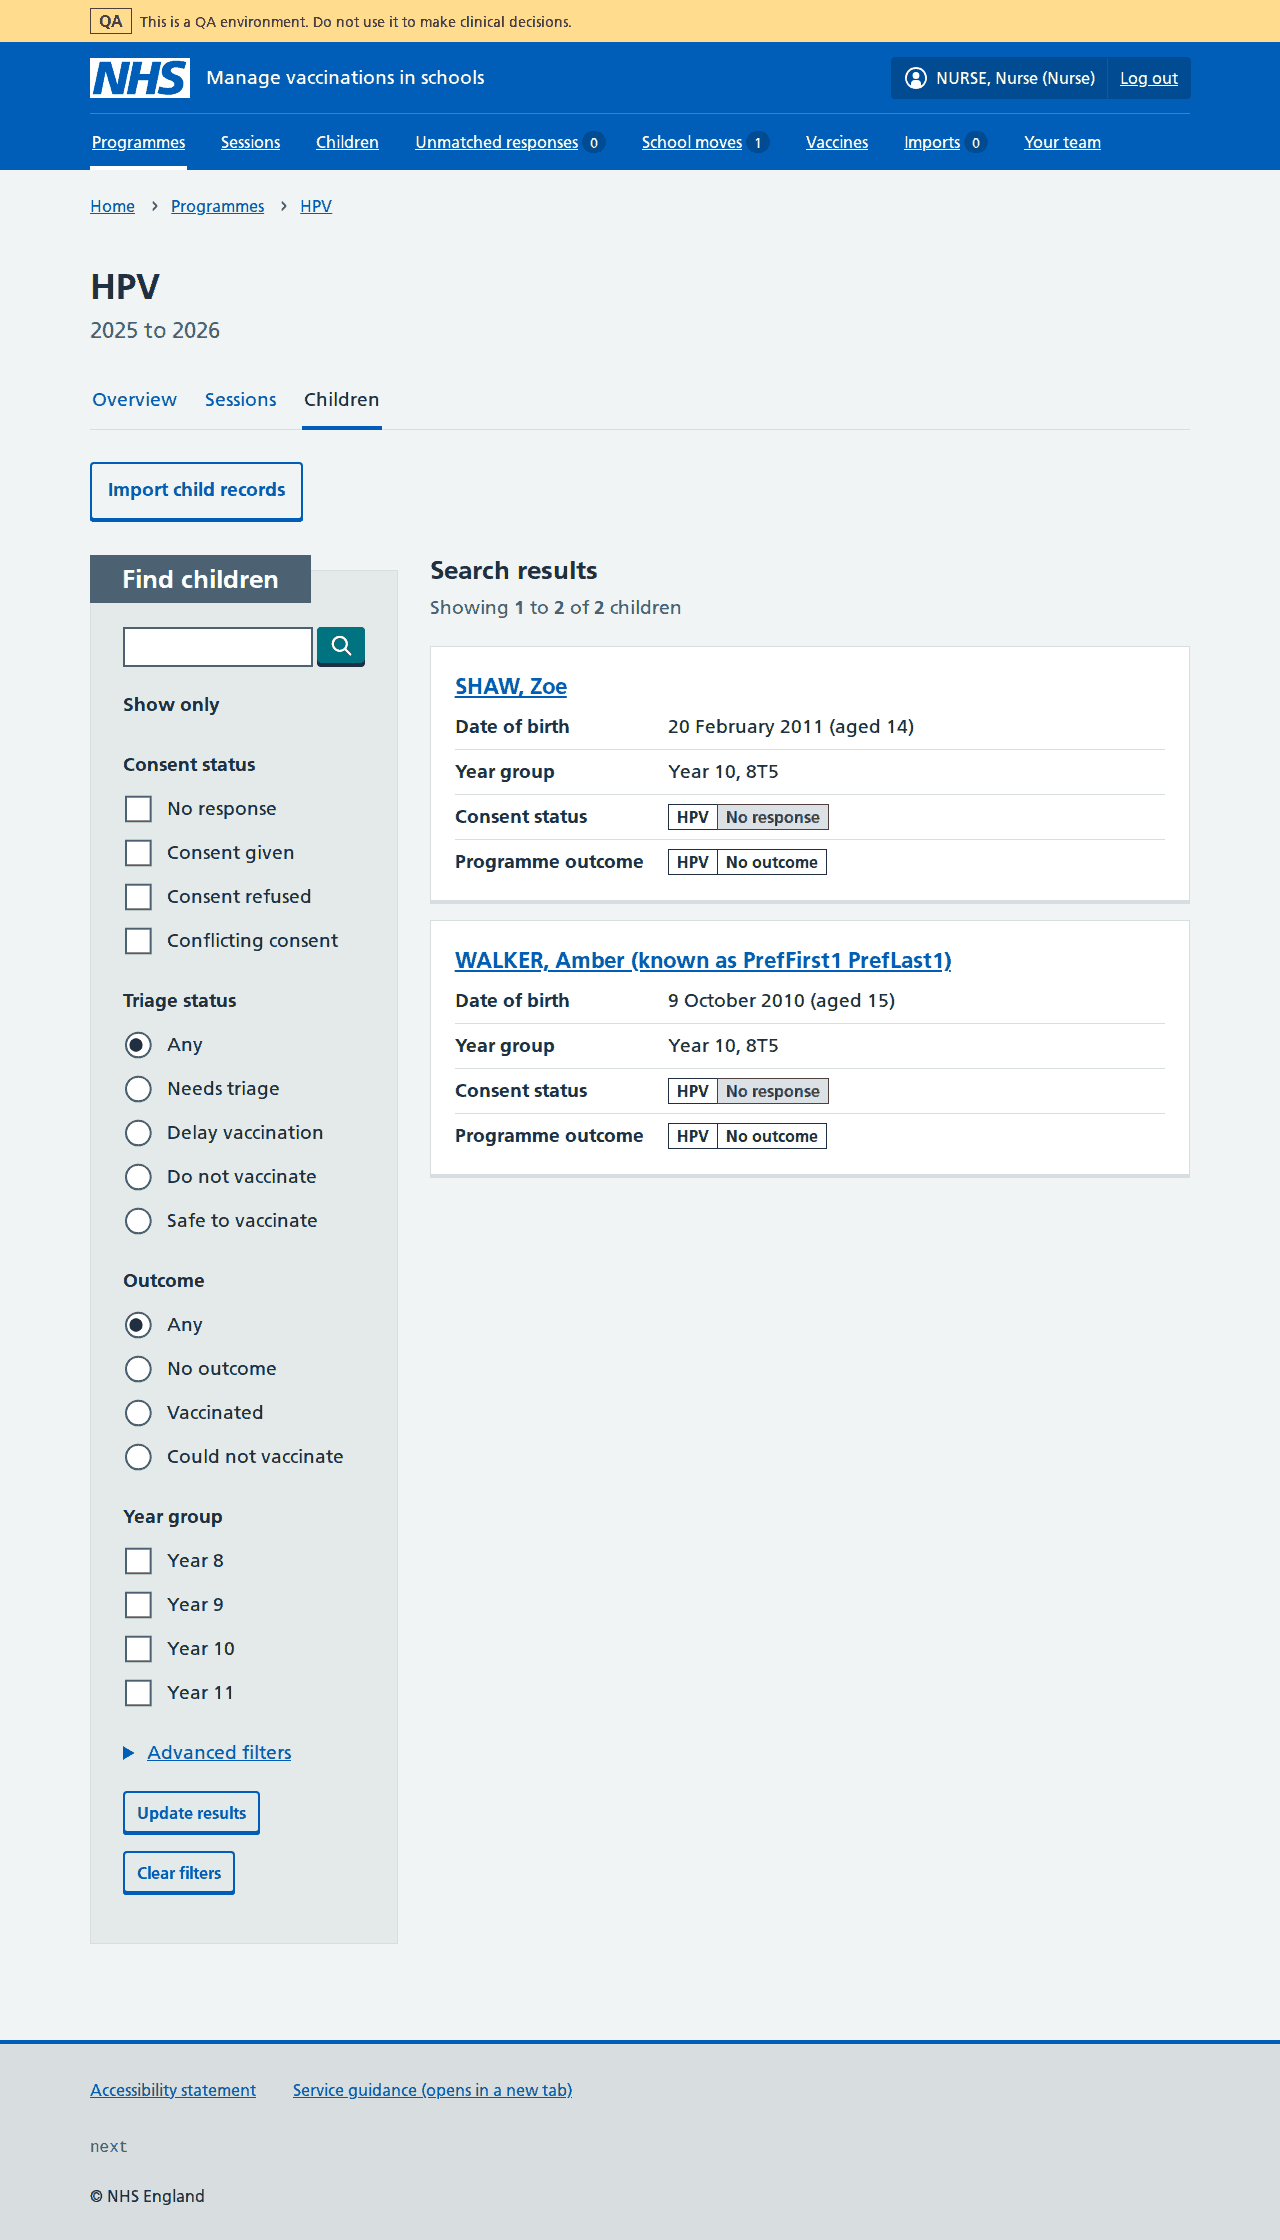 QA This is a QA environment. Do not use it to make clinical decisions.
NHS Manage vaccinations in schools NURSE, Nurse (Nurse) Log out
Programmes Sessions Children Unmatched responses 0 School moves 1 Vaccines Imports 0 Your team
Home Programmes HPV
HPV
2025 to 2026
Overview Sessions Children
Import child records
Find children
Show only
Consent status
No response
Consent given
Consent refused
Conflicting consent
Triage status
Any
Needs triage
Delay vaccination
Do not vaccinate
Safe to vaccinate
Outcome
Any
No outcome
Vaccinated
Could not vaccinate
Year group
Year 8
Year 9
Year 10
Year 11
Advanced filters
Update results
Clear filters
Search results
Showing 1 to 2 of 2 children
SHAW, Zoe
Date of birth 20 February 2011 (aged 14)
Year group Year 10, 8T5
Consent status HPV No response
Programme outcome HPV No outcome
WALKER, Amber (known as PrefFirst1 PrefLast1)
Date of birth 9 October 2010 (aged 15)
Year group Year 10, 8T5
Consent status HPV No response
Programme outcome HPV No outcome
Accessibility statement Service guidance (opens in a new tab)
next
© NHS England